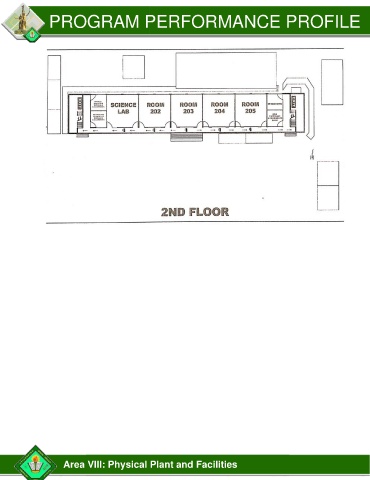 PROGRAM PERFORMANCE PROFILE
SCIENCE LAB
ROOM 202
ROOM 203
ROOM 204
ROOM 205
2ND FLOOR
Area VIII: Physical Plant and Facilities